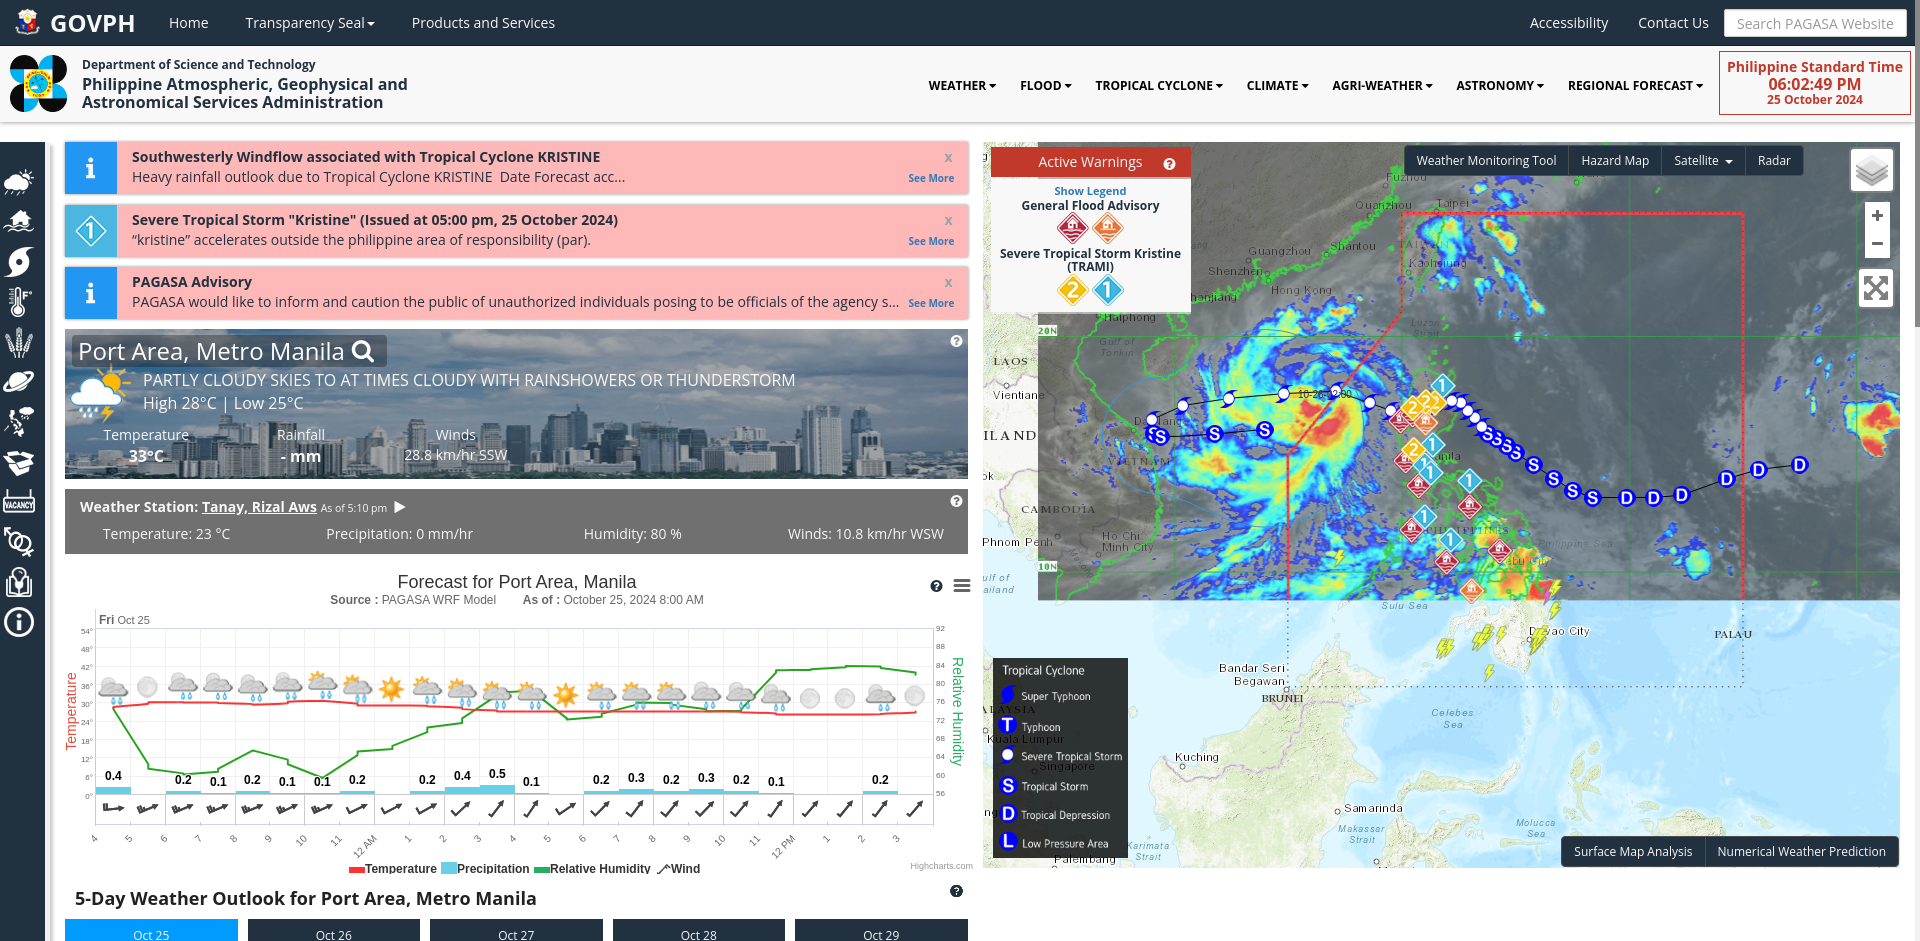 GOVPH
Home
Transparency Seal
Products and Services
Accessibility
Contact Us
Search PAGASA Website
Department of Science and Technology
Philippine Atmospheric, Geophysical and
Astronomical Services Administration
WEATHER
FLOOD
TROPICAL CYCLONE
CLIMATE
AGRI-WEATHER
ASTRONOMY
REGIONAL FORECAST
Philippine Standard Time
06:02:49 PM
25 October 2024
Southwesterly Windflow associated with Tropical Cyclone KRISTINE
x
Heavy rainfall outlook due to Tropical Cyclone KRISTINE Date Forecast acc...
See More
1
Severe Tropical Storm "Kristine" (Issued at 05:00 pm, 25 October 2024)
x
“kristine” accelerates outside the philippine area of responsibility (par).
See More
PAGASA Advisory
x
PAGASA would like to inform and caution the public of unauthorized individuals posing to be officials of the agency s...
See More
VACANCY
Port Area, Metro Manila
PARTLY CLOUDY SKIES TO AT TIMES CLOUDY WITH RAINSHOWERS OR THUNDERSTORM
High 28°C | Low 25°C
Temperature
Rainfall
Winds
33°C
- mm
28.8 km/hr SSW
Weather Station: Tanay, Rizal Aws As of 5:10 pm
Temperature: 23 °C
Precipitation: 0 mm/hr
Humidity: 80 %
Winds: 10.8 km/hr WSW
Forecast for Port Area, Manila
Source : PAGASA WRF Model As of : October 25, 2024 8:00 AM
Fri Oct 25
54°
48°
42°
36°
30°
24°
18°
12°
6°
0°
Temperature
92
88
84
80
76
72
68
64
60
56
Relative Humidity
0.4
0.2
0.1
0.2
0.1
0.1
0.2
0.2
0.4
0.5
0.1
0.2
0.3
0.2
0.3
0.2
0.1
0.2
4
5
6
7
8
9
10
11
12 AM
1
2
3
4
5
6
7
8
9
10
11
12 PM
1
2
3
Temperature
Precipitation
Relative Humidity
Wind
Highcharts.com
5-Day Weather Outlook for Port Area, Metro Manila
Oct 25
Oct 26
Oct 27
Oct 28
Oct 29
Active Warnings
Show Legend
General Flood Advisory
Severe Tropical Storm Kristine
(TRAMI)
2
1
Weather Monitoring Tool
Hazard Map
Satellite
Radar
+
−
Fuzhou
Quanzhou
Taipei
TAIWAN
Kaohsiung
Guangzhou
Shantou
Shenzhen
Hong Kong
Zhanjiang
Haiphong
Gulf of
Tonkin
Luzon
Strait
20N
LAOS
Vientiane
VIETNAM
CAMBODIA
Phnom Penh
Ho Chi
Minh City
10N
PHILIPPINES
Philippine Sea
Sulu Sea
Davao City
PALAU
Bandar Seri
Begawan
BRUNEI
Celebes
Sea
Kuala Lumpur
Singapore
Kuching
Samarinda
Makassar
Strait
Molucca
Sea
Karimata
Strait
Palembang
Tropical Cyclone
Super Typhoon
T Typhoon
Severe Tropical Storm
S Tropical Storm
D Tropical Depression
L Low Pressure Area
Surface Map Analysis
Numerical Weather Prediction